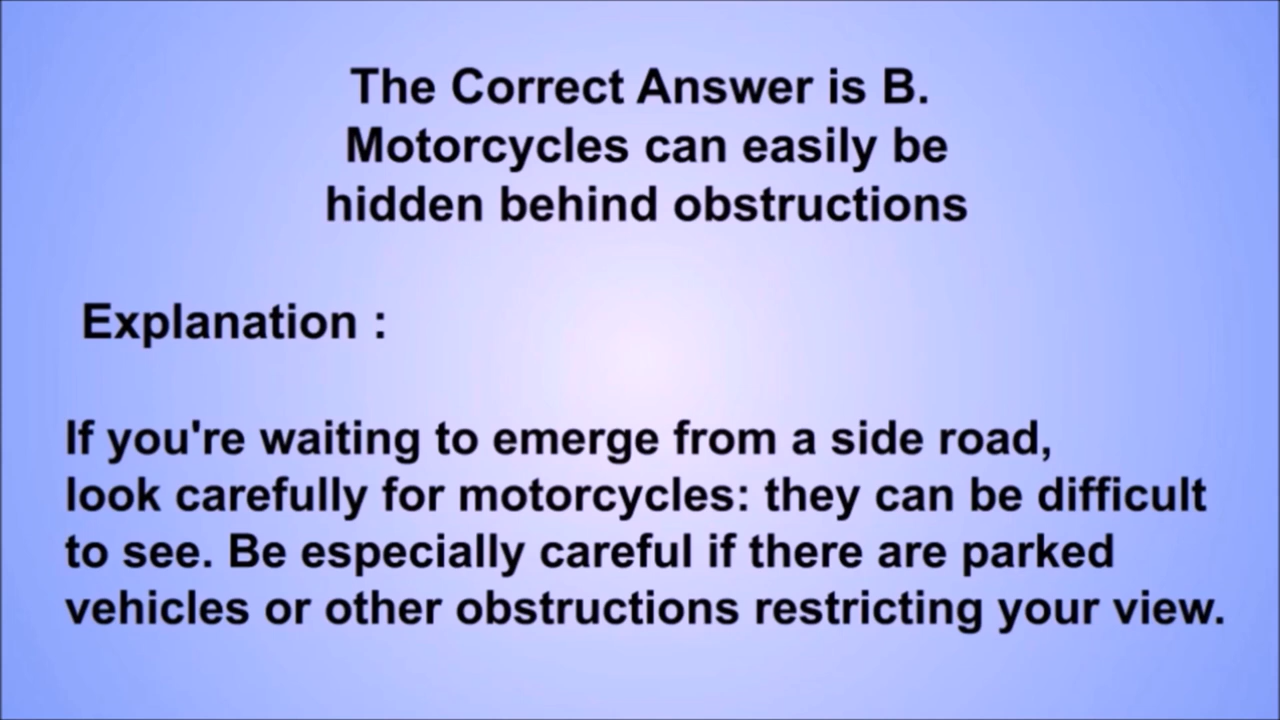 The Correct Answer is B.
Motorcycles can easily be
hidden behind obstructions
Explanation :
If you're waiting to emerge from a side road,
look carefully for motorcycles: they can be difficult
to see. Be especially careful if there are parked
vehicles or other obstructions restricting your view.